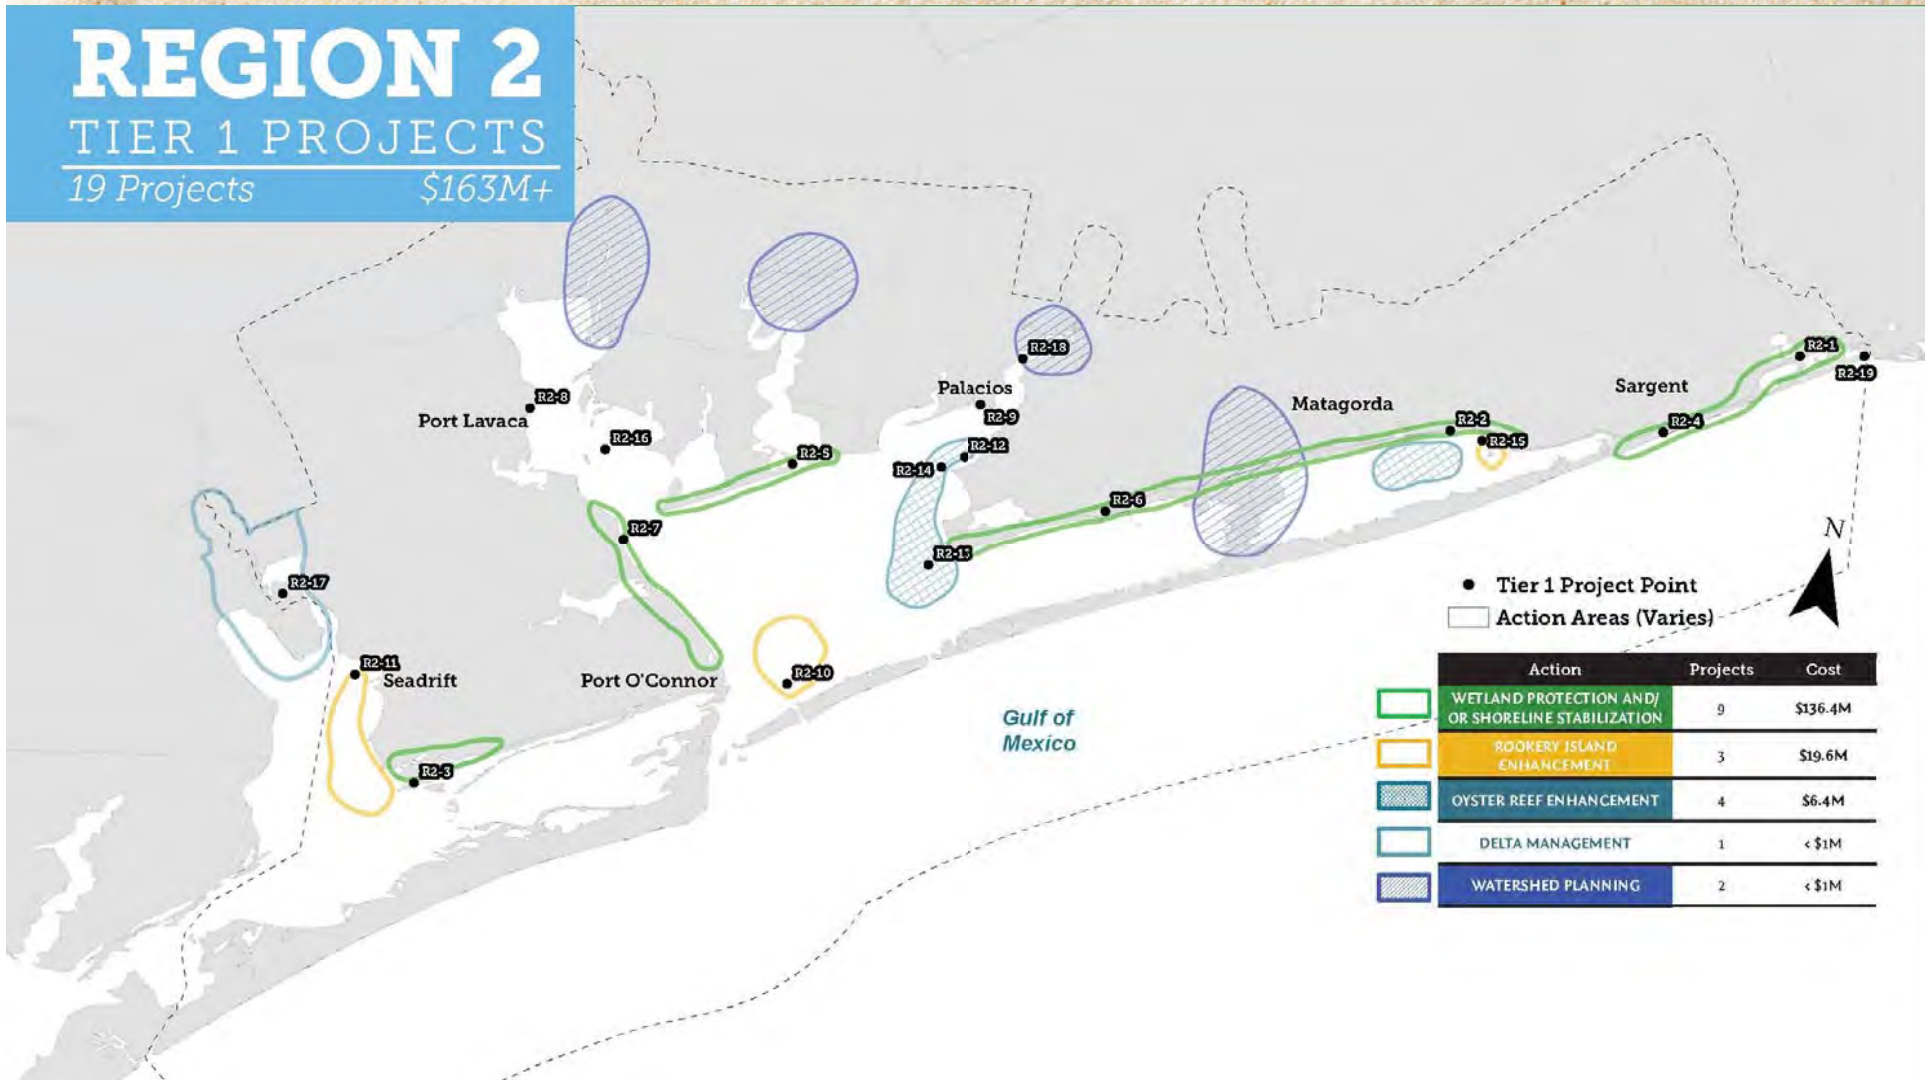 REGION 2
TIER 1 PROJECTS
19 Projects $163M+
R2-18
R2-1
R2-19
Palacios
R2-8
Port Lavaca
R2-9
Matagorda
Sargent
R2-16
R2-2
R2-4
R2-12
R2-15
R2-5
R2-14
R2-6
R2-7
R2-13
N
R2-17
Tier 1 Project Point
Action Areas (Varies)
R2-11
Seadrift
Port O'Connor
R2-10
Gulf of
Mexico
R2-3
Action Projects Cost
WETLAND PROTECTION AND/
OR SHORELINE STABILIZATION 9 $136.4M
ROOKERY ISLAND
ENHANCEMENT 3 $19.6M
OYSTER REEF ENHANCEMENT 4 $6.4M
DELTA MANAGEMENT 1 < $1M
WATERSHED PLANNING 2 < $1M